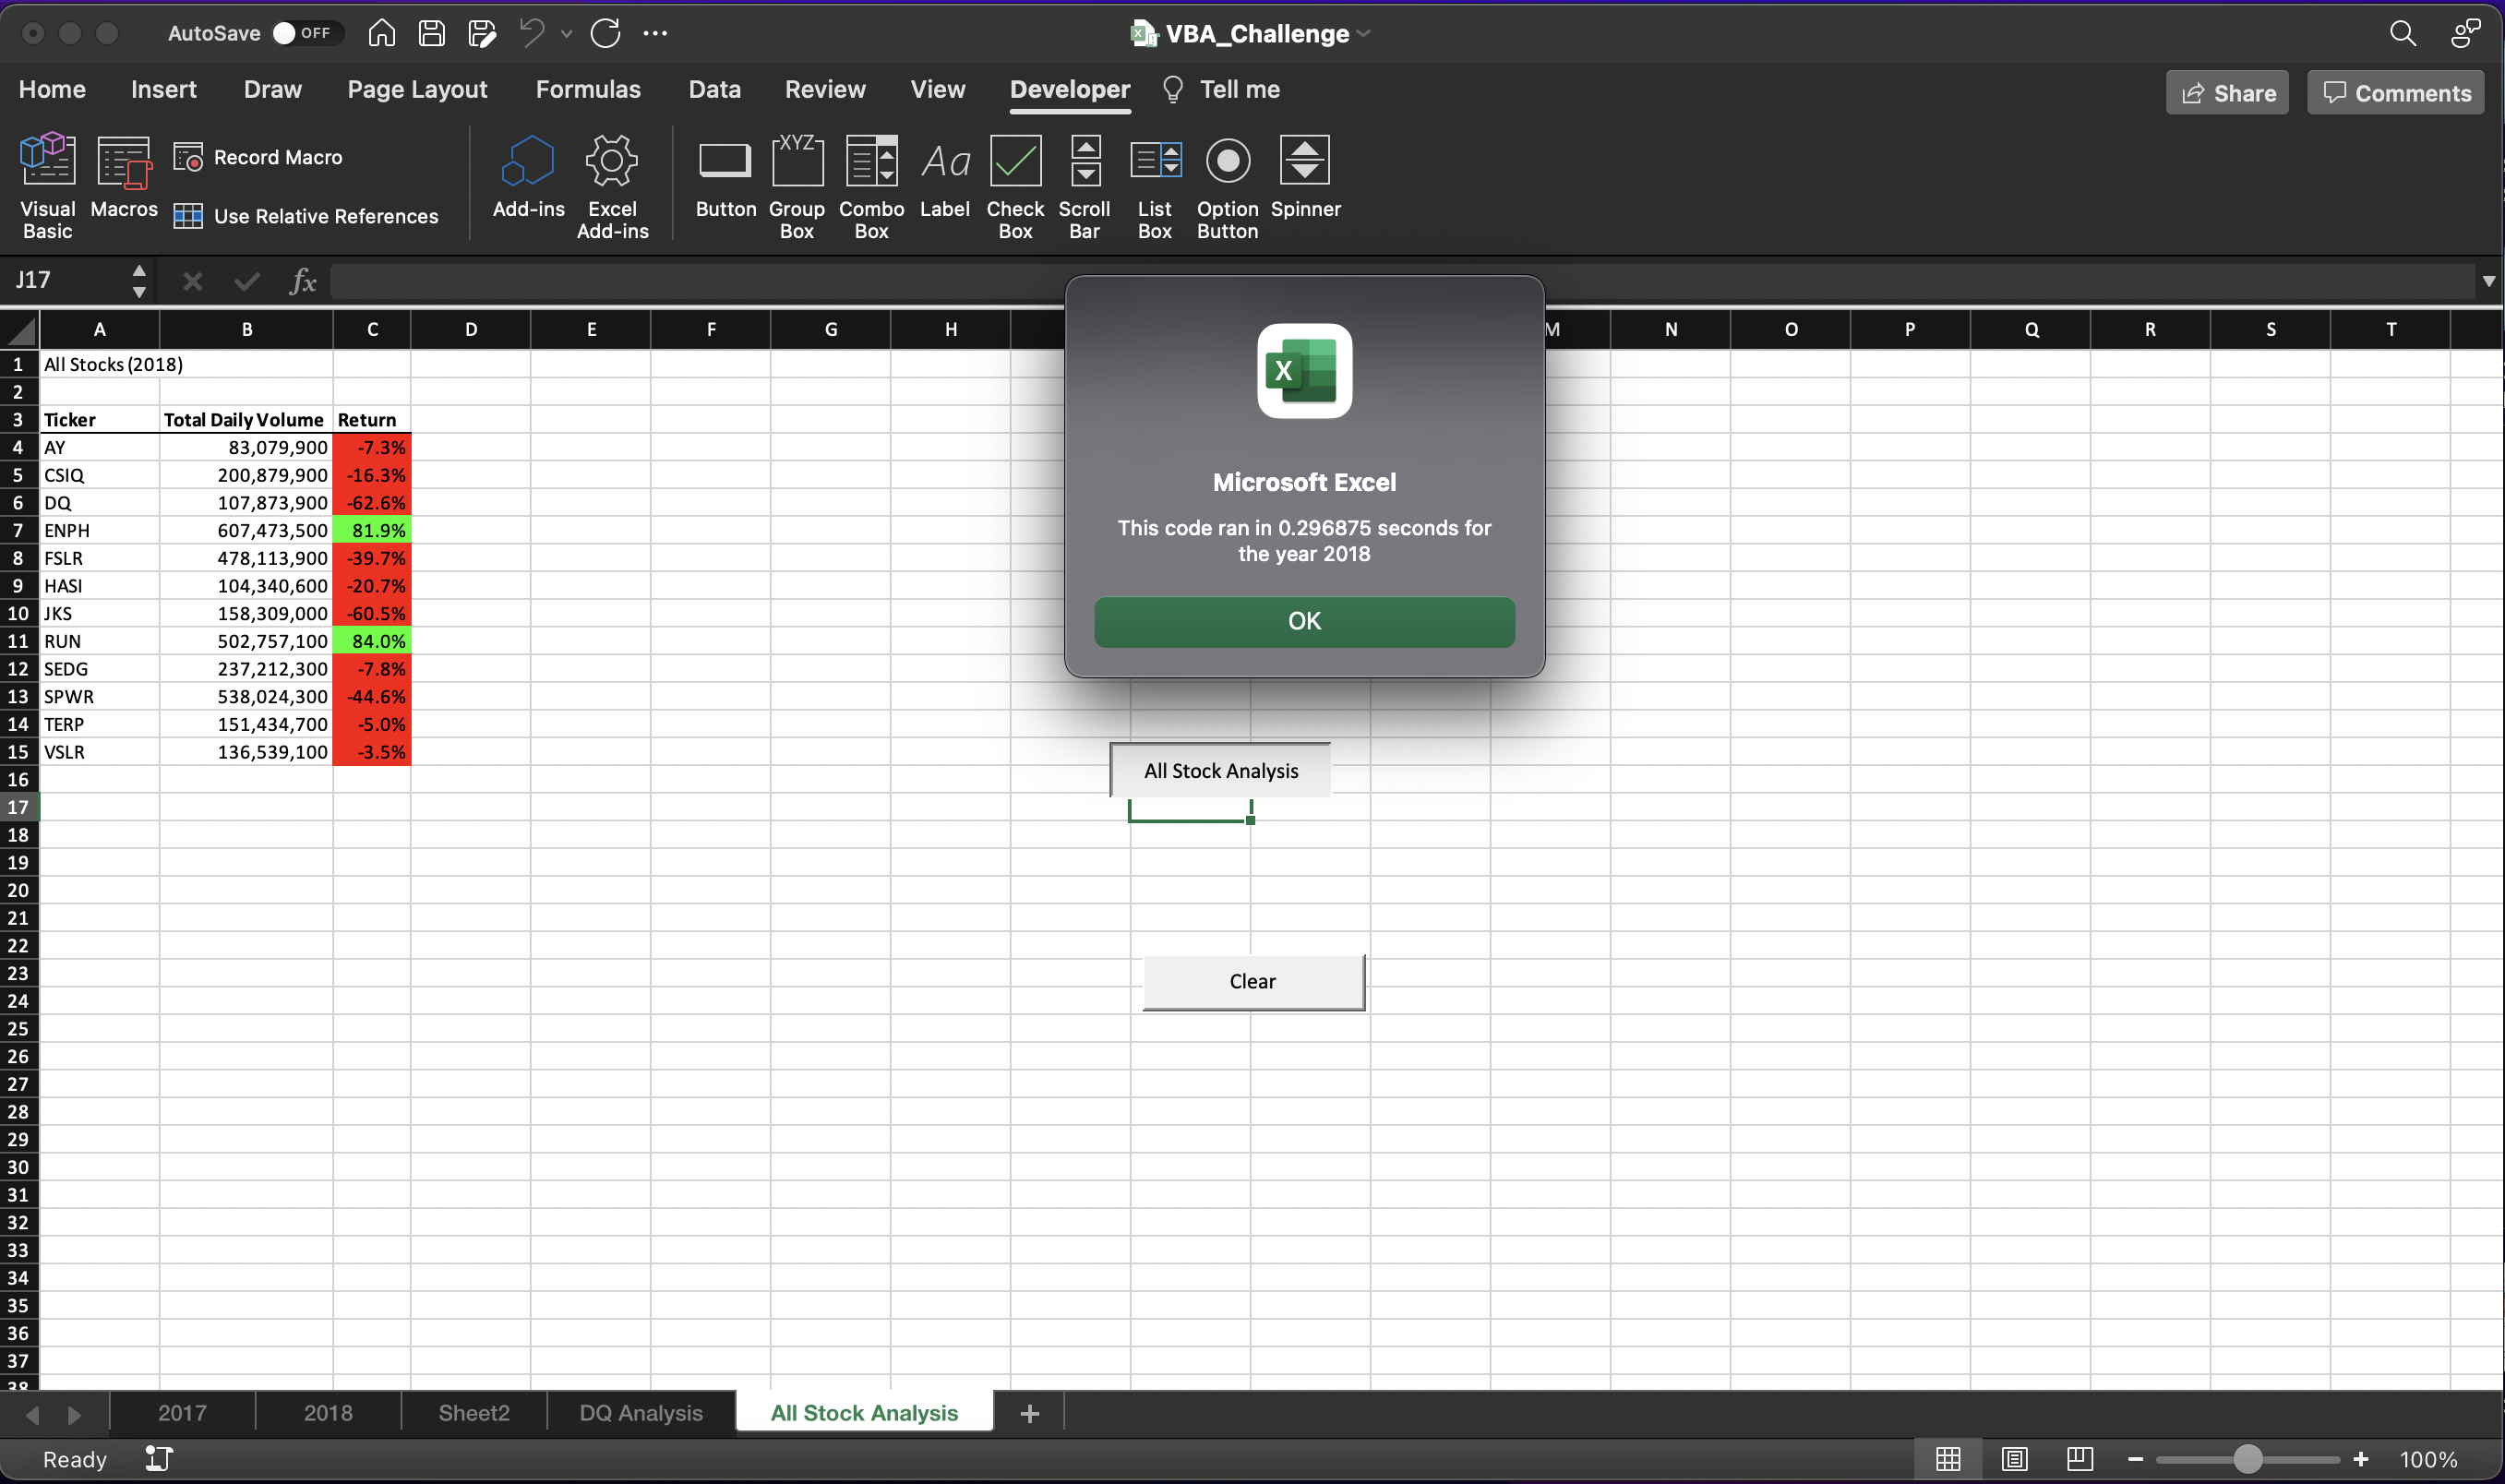 AutoSave OFF
VBA_Challenge
Home Insert Draw Page Layout Formulas Data Review View Developer Tell me
Share Comments
Visual Basic
Macros
Record Macro
Use Relative References
Add-ins
Excel Add-ins
Button
XYZ
Group Box
Combo Box
Aa
Label
Check Box
Scroll Bar
List Box
Option Button
Spinner
J17 fx
A B C D E F G H M N O P Q R S T
1 All Stocks (2018)
2
3 Ticker Total Daily Volume Return
4 AY 83,079,900 -7.3%
5 CSIQ 200,879,900 -16.3%
6 DQ 107,873,900 -62.6%
7 ENPH 607,473,500 81.9%
8 FSLR 478,113,900 -39.7%
9 HASI 104,340,600 -20.7%
10 JKS 158,309,000 -60.5%
11 RUN 502,757,100 84.0%
12 SEDG 237,212,300 -7.8%
13 SPWR 538,024,300 -44.6%
14 TERP 151,434,700 -5.0%
15 VSLR 136,539,100 -3.5%
16
17
18
19
20
21
22
23
24
25
26
27
28
29
30
31
32
33
34
35
36
37
38
X
Microsoft Excel
This code ran in 0.296875 seconds for
the year 2018
OK
All Stock Analysis
Clear
2017 2018 Sheet2 DQ Analysis All Stock Analysis +
Ready
100%